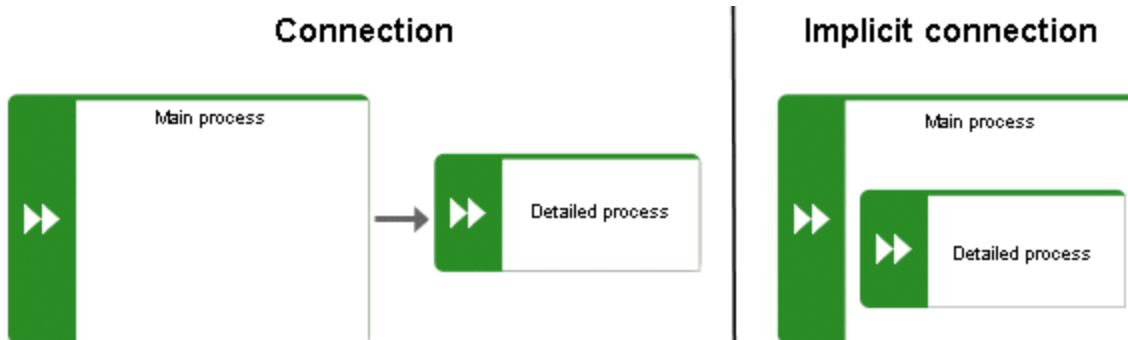 Connection
Main process
Detailed process
Implicit connection
Main process
Detailed process